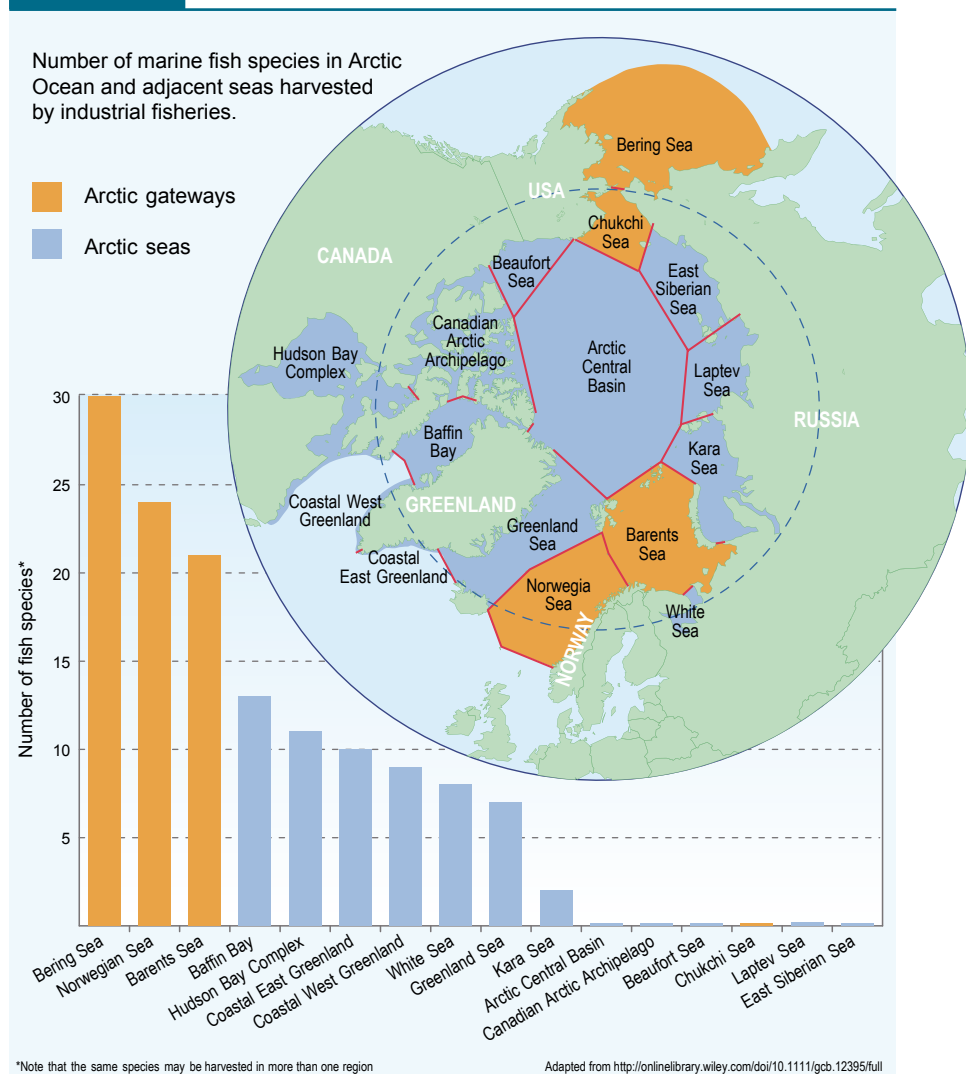 Number of marine fish species in Arctic
Ocean and adjacent seas harvested
by industrial fisheries.
Arctic gateways
Arctic seas
Bering Sea
USA
Chukchi
Sea
CANADA
Beaufort
Sea
East
Siberian
Sea
Canadian
Arctic
Archipelago
Hudson Bay
Complex
Arctic
Central
Basin
Laptev
Sea
RUSSIA
Baffin
Bay
Kara
Sea
Coastal West
Greenland
GREENLAND
Greenland
Sea
Barents
Sea
Coastal
East Greenland
Norwegia
Sea
White
Sea
NORWAY
Number of fish species*
30
25
20
15
10
5
Bering Sea
Norwegian Sea
Barents Sea
Baffin Bay
Hudson Bay Complex
Coastal East Greenland
Coastal West Greenland
White Sea
Greenland Sea
Kara Sea
Arctic Central Basin
Canadian Arctic Archipelago
Beaufort Sea
Chukchi Sea
Laptev Sea
East Siberian Sea
*Note that the same species may be harvested in more than one region
Adapted from http://onlinelibrary.wiley.com/doi/10.1111/gcb.12395/full